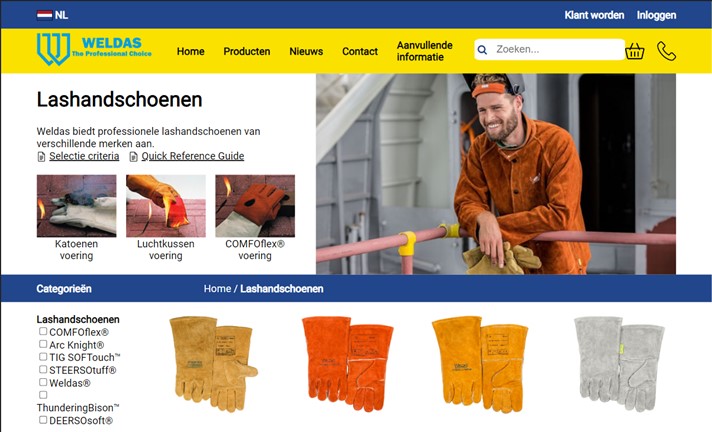 NL
Klant worden
Inloggen
WELDAS
The Professional Choice
Home
Producten
Nieuws
Contact
Aanvullende
informatie
Zoeken...
Lashandschoenen
Weldas biedt professionele lashandschoenen van
verschillende merken aan.
Selectie criteria
Quick Reference Guide
Katoenen
voering
Luchtkussen
voering
COMFOflex®
voering
Categorieën
Home / Lashandschoenen
Lashandschoenen
COMFOflex®
Arc Knight®
TIG SOFTouch™
STEERSOtuff®
Weldas®
ThunderingBison™
DEERSOsoft®